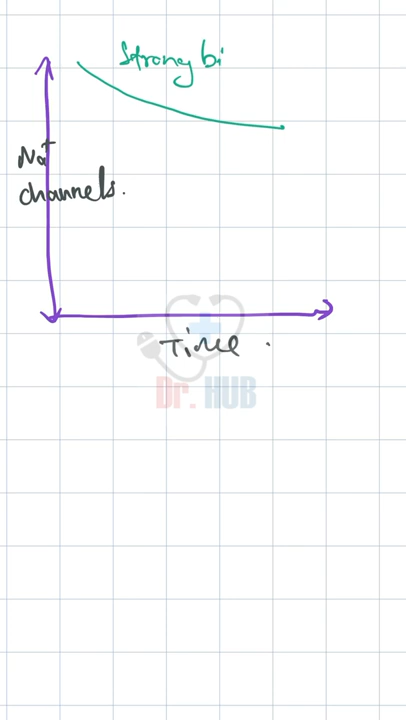 Strong bi
Na+
channels.
Time .
Dr. HUB